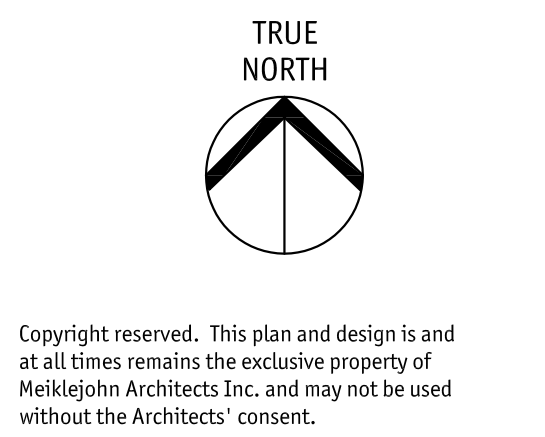 TRUE
NORTH
Copyright reserved.  This plan and design is and
at all times remains the exclusive property of
Meiklejohn Architects Inc. and may not be used
without the Architects' consent.